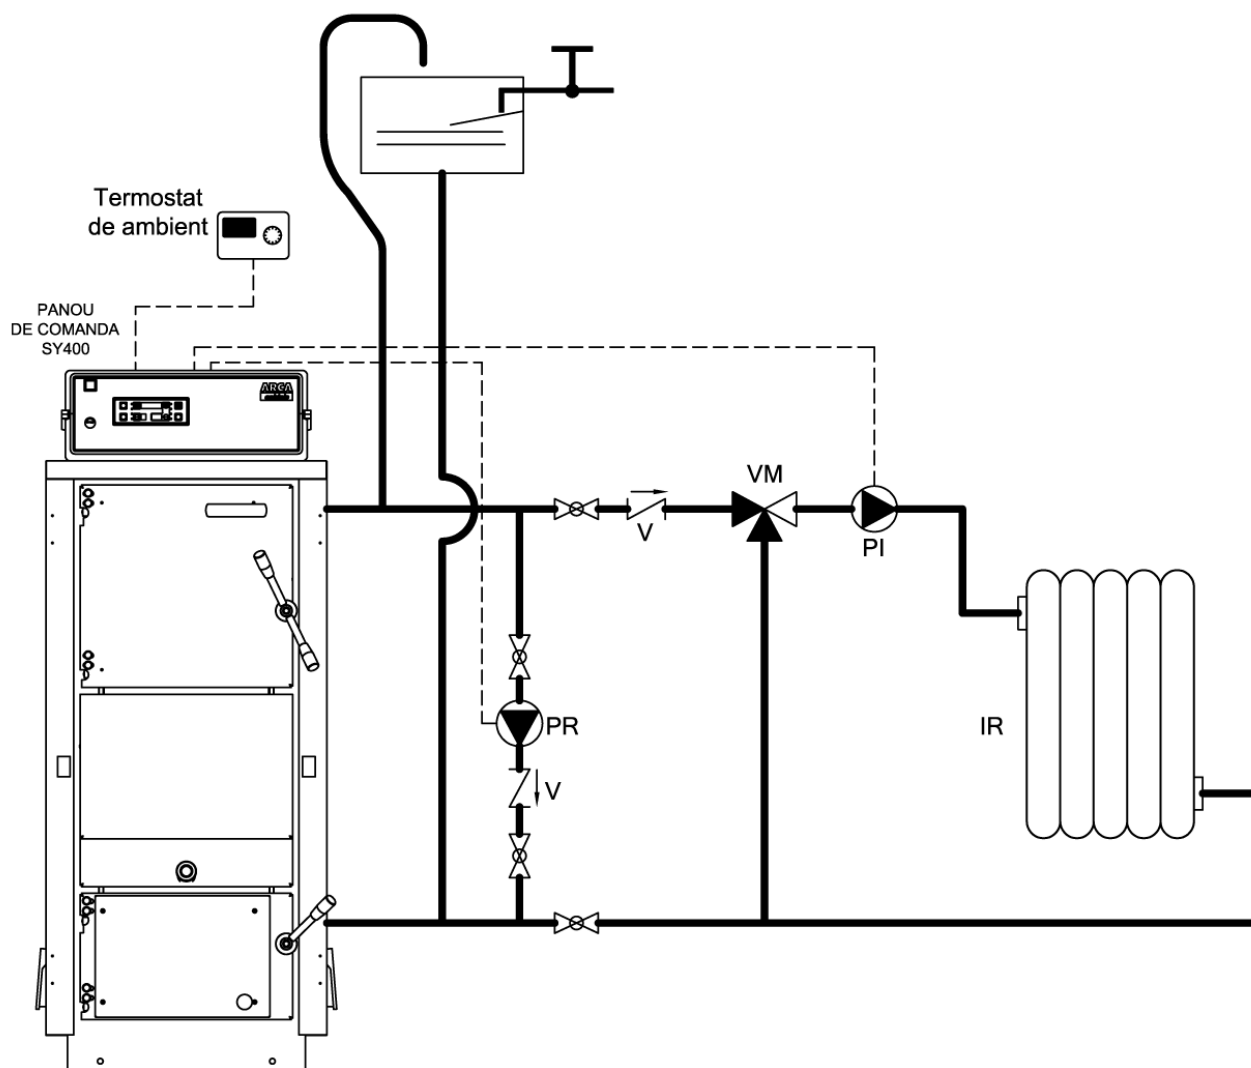 Termostat
de ambient
PANOU
DE COMANDA
SY400
ARCA
VM
V
PI
PR
IR
V